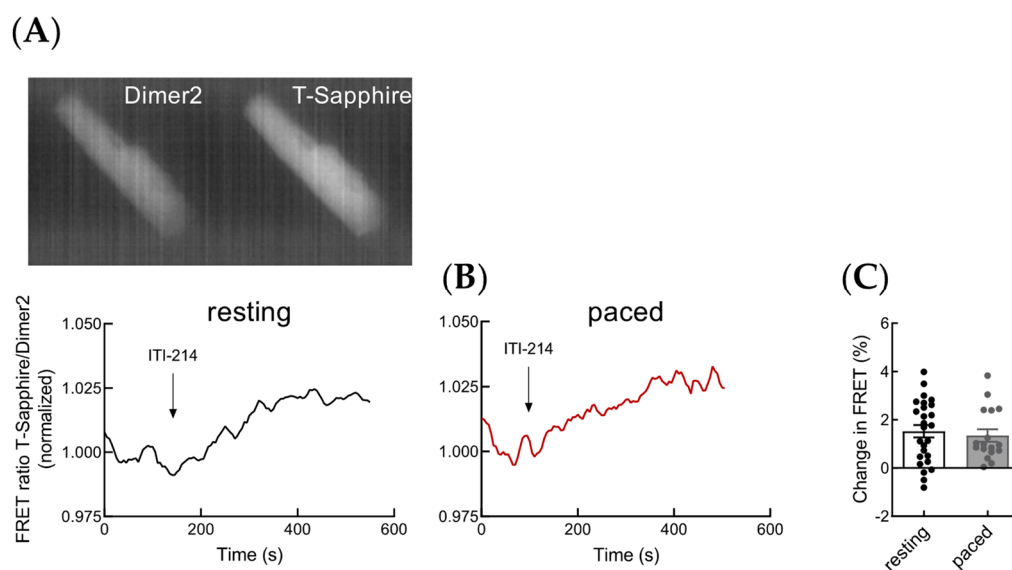 (A)
Dimer2
T-Sapphire
FRET ratio T-Sapphire/Dimer2
(normalized)
resting
1.050
1.025
1.000
0.975
ITI-214
0
200
400
600
Time (s)
(B)
paced
1.050
1.025
1.000
0.975
ITI-214
0
200
400
600
Time (s)
(C)
Change in FRET (%)
6
4
2
0
-2
resting
paced